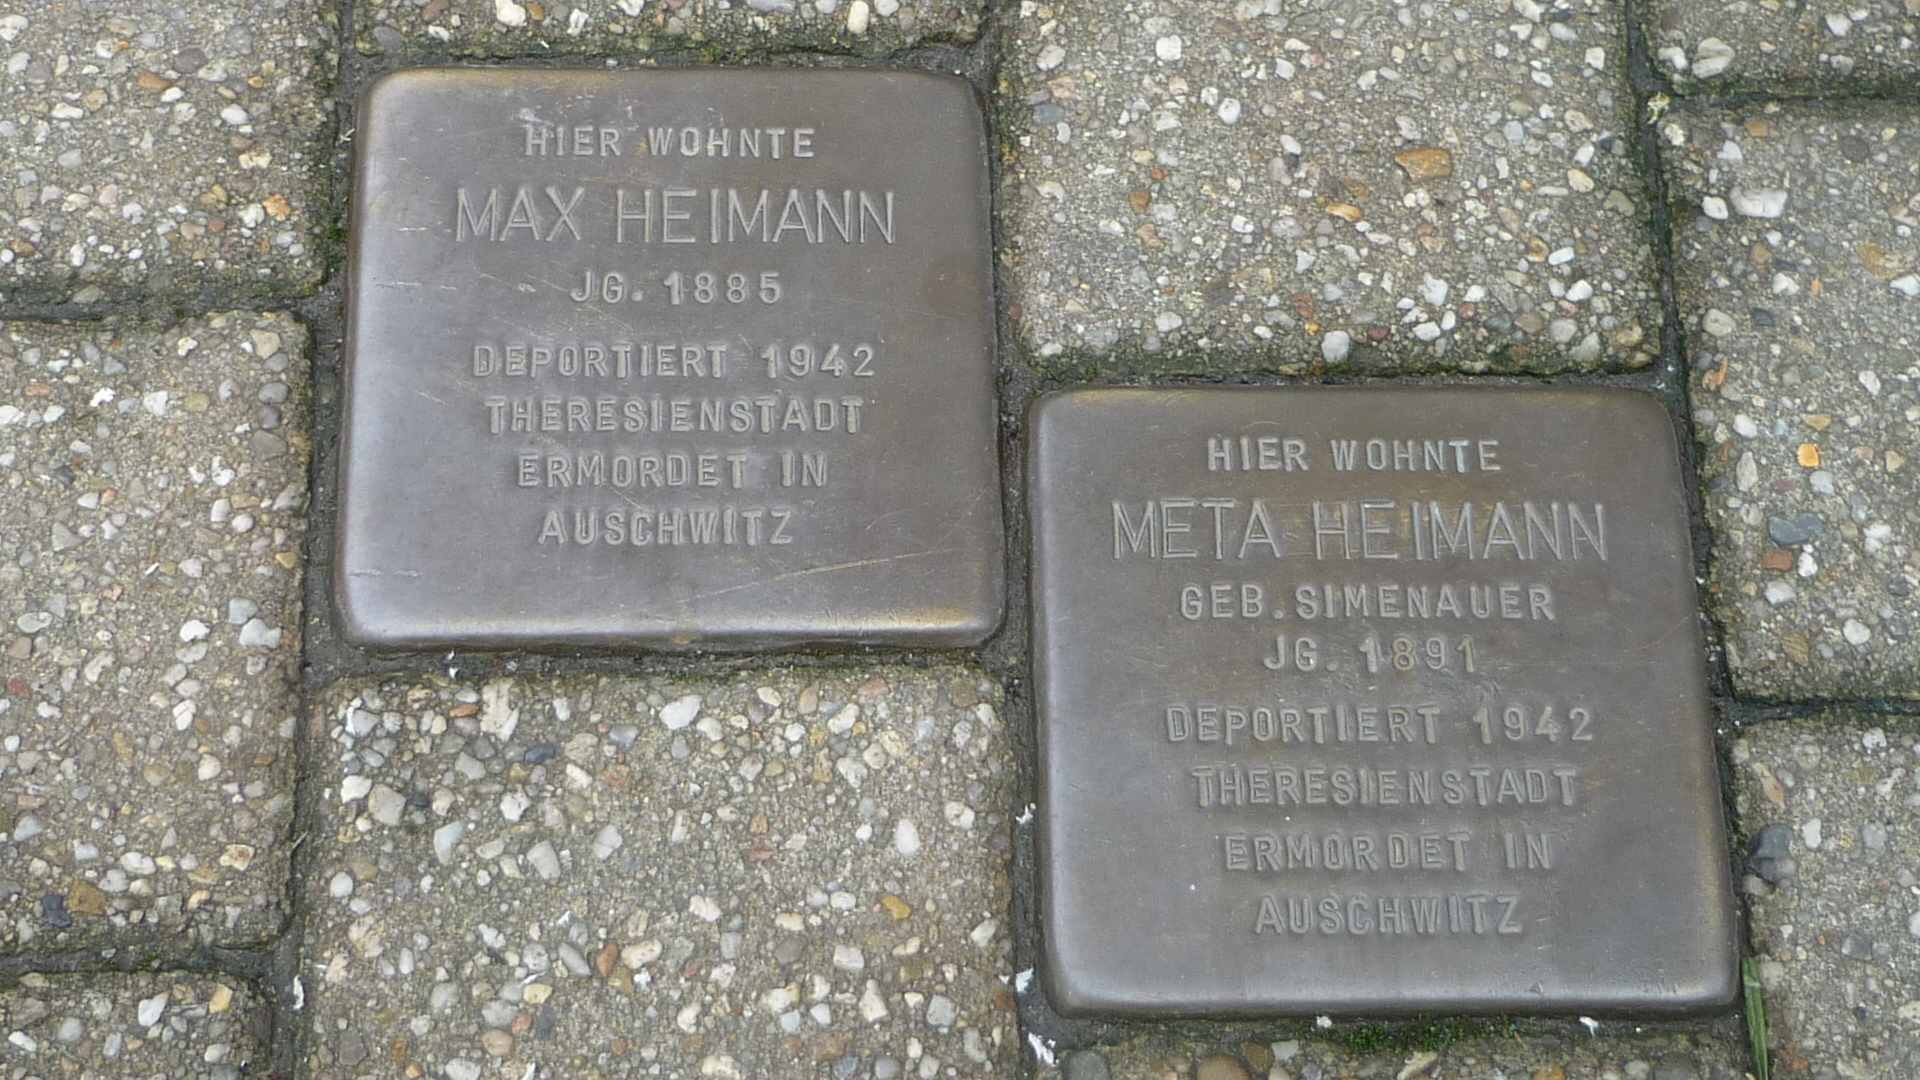 HIER WOHNTE
MAX HEIMANN
JG. 1885
DEPORTIERT 1942
THERESIENSTADT
ERMORDET IN
AUSCHWITZ
HIER WOHNTE
META HEIMANN
GEB. SIMENAUER
JG. 1891
DEPORTIERT 1942
THERESIENSTADT
ERMORDET IN
AUSCHWITZ